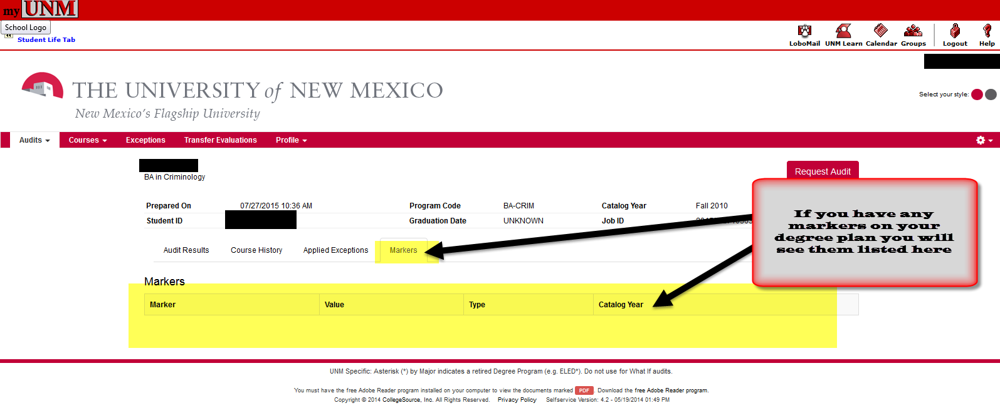 my UNM
School Logo
Student Life Tab
LoboMail UNM Learn Calendar Groups Logout Help
THE UNIVERSITY of NEW MEXICO
New Mexico's Flagship University
Select your style:
Audits Courses Exceptions Transfer Evaluations Profile
BA in Criminology
Request Audit
Prepared On 07/27/2015 10:36 AM Program Code BA-CRIM Catalog Year Fall 2010
Student ID Graduation Date UNKNOWN Job ID
If you have any
markers on your
degree plan you will
see them listed here
Audit Results Course History Applied Exceptions Markers
Markers
Marker Value Type Catalog Year
UNM Specific: Asterisk (*) by Major indicates a retired Degree Program (e.g. ELED*). Do not use for What If audits.
You must have the free Adobe Reader program installed on your computer to view the documents marked PDF . Download the free Adobe Reader program.
Copyright © 2014 CollegeSource, Inc. All Rights Reserved. Privacy Policy Selfservice Version: 4.2 - 05/19/2014 01:49 PM